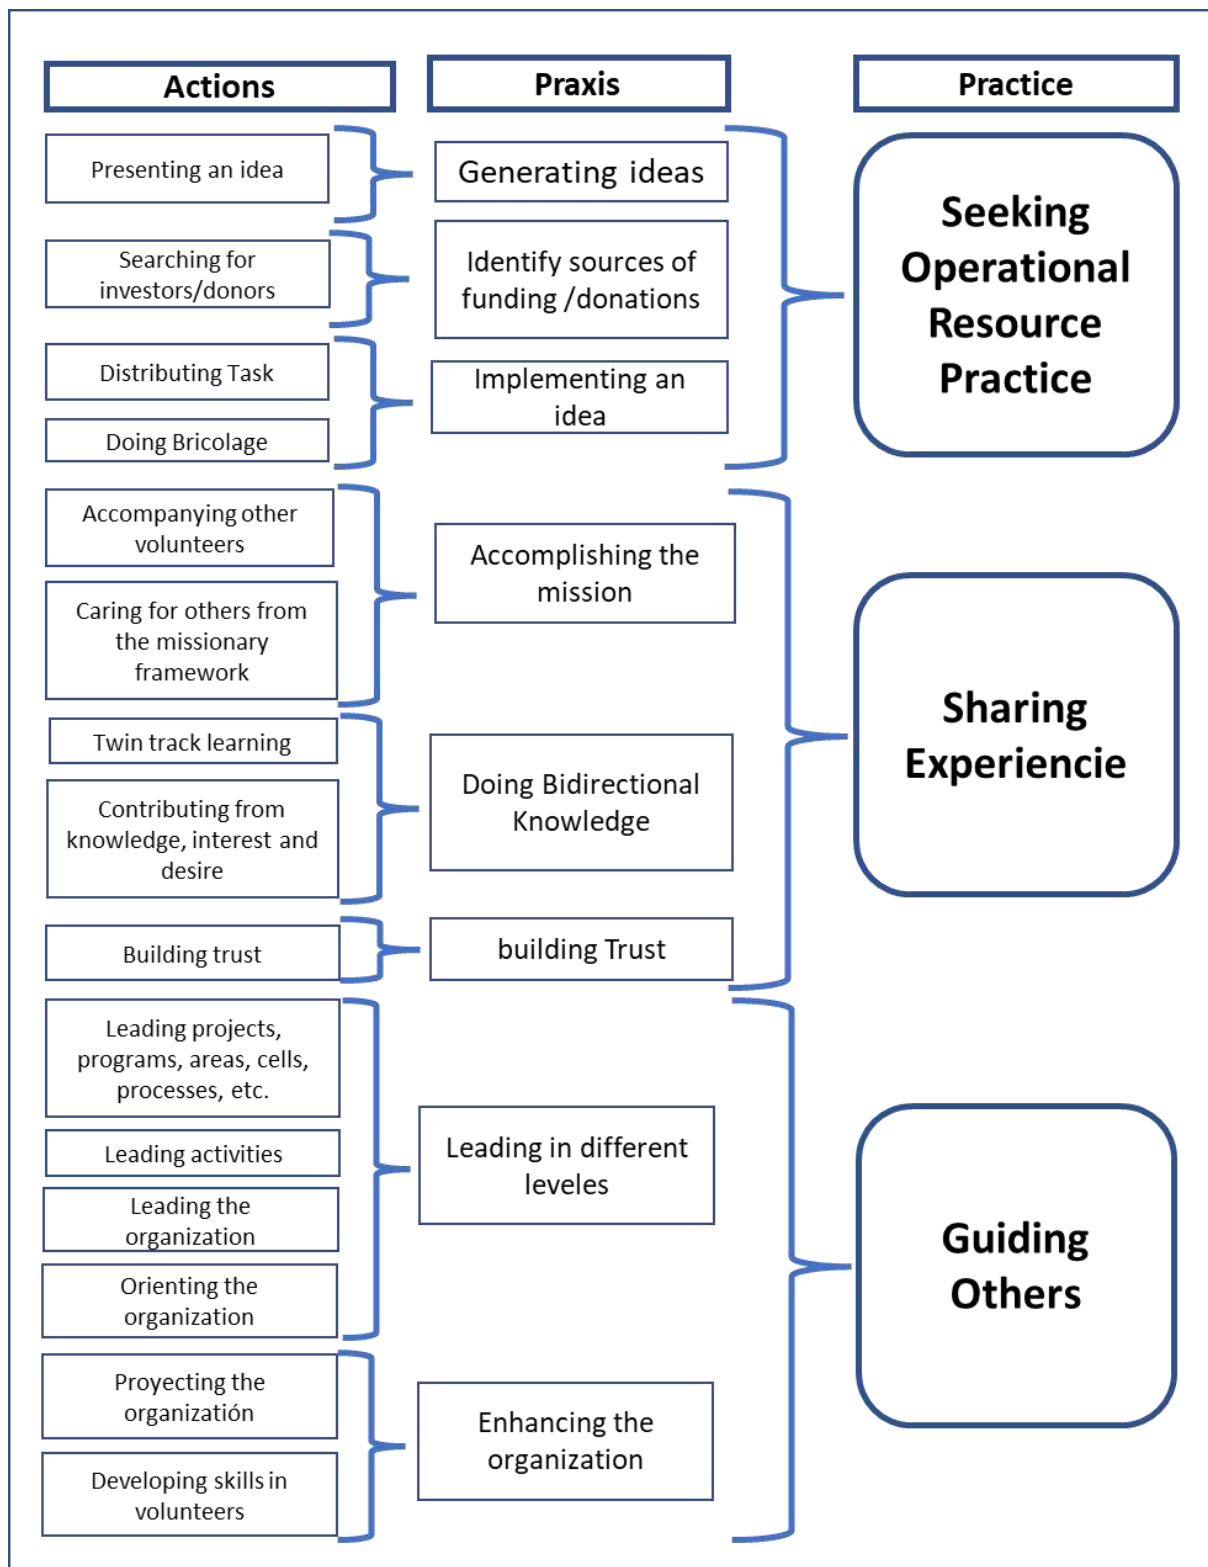 Actions
Praxis
Practice
Presenting an idea
Generating ideas
Seeking
Operational
Resource
Practice
Searching for
investors/donors
Identify sources of
funding /donations
Distributing Task
Doing Bricolage
Implementing an
idea
Accompanying other
volunteers
Caring for others from
the missionary
framework
Accomplishing the
mission
Sharing
Experiencie
Twin track learning
Contributing from
knowledge, interest and
desire
Doing Bidirectional
Knowledge
Building trust
building Trust
Leading projects,
programs, areas, cells,
processes, etc.
Leading activities
Leading the
organization
Orienting the
organization
Leading in different
leveles
Guiding
Others
Proyecting the
organizatión
Developing skills in
volunteers
Enhancing the
organization